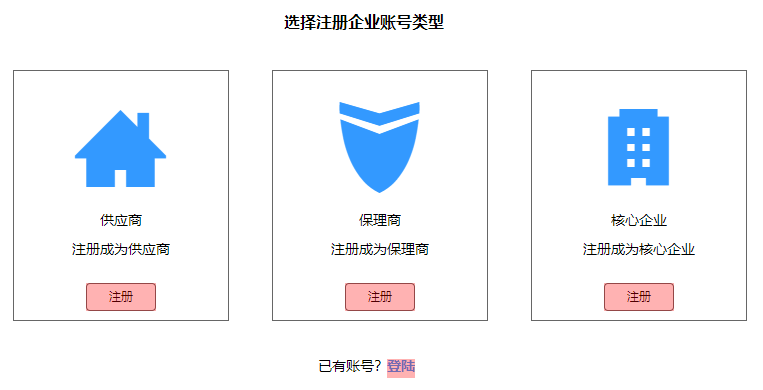 选择注册企业账号类型
供应商
注册成为供应商
注册
保理商
注册成为保理商
注册
核心企业
注册成为核心企业
注册
已有账号？登陆